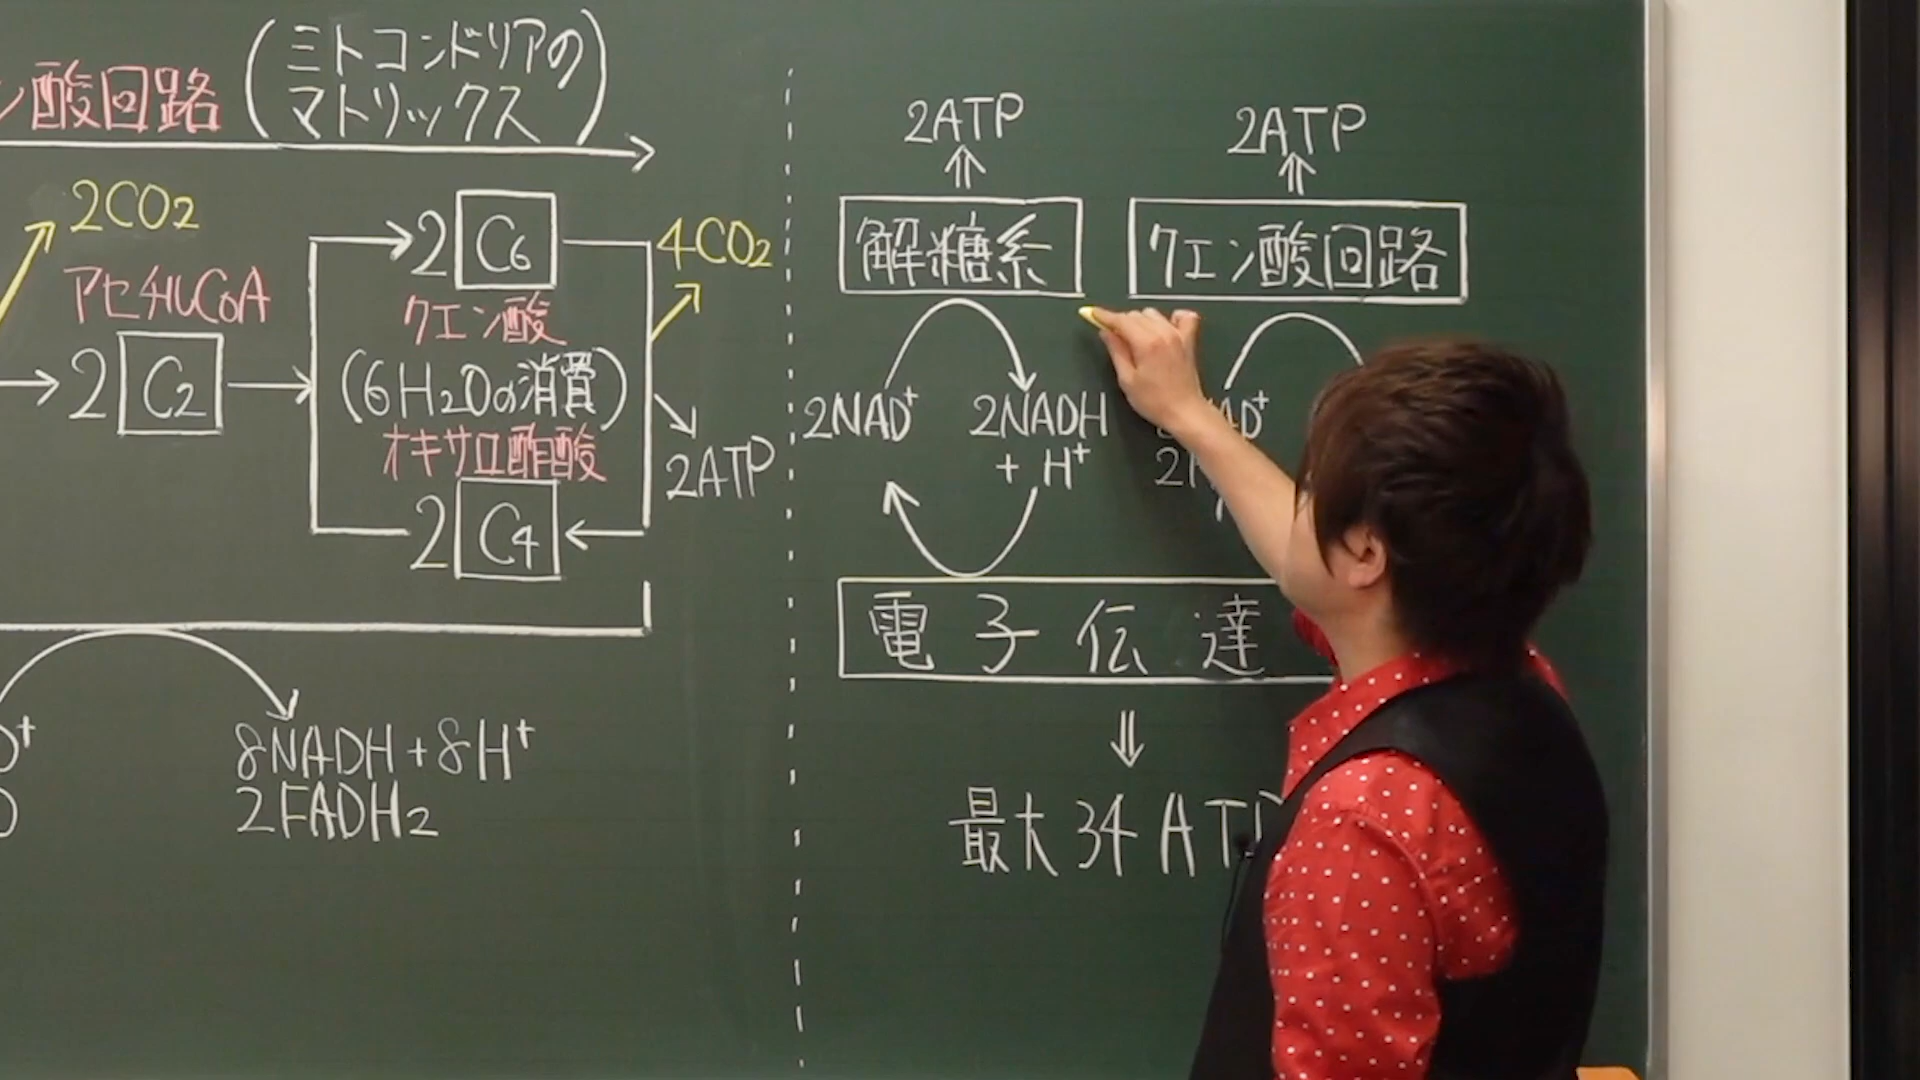 ン酸回路(ミトコンドリアの
マトリックス)
2CO2
アセチルCoA
2 C2
2 C6
クエン酸
(6H2Oの消費)
オキサロ酢酸
2 C4
4CO2
2ATP
8NADH+8H+
2FADH2
2ATP
2ATP
解糖系
クエン酸回路
2NAD+
2NADH
+ H+
電子伝達
最大34ATP